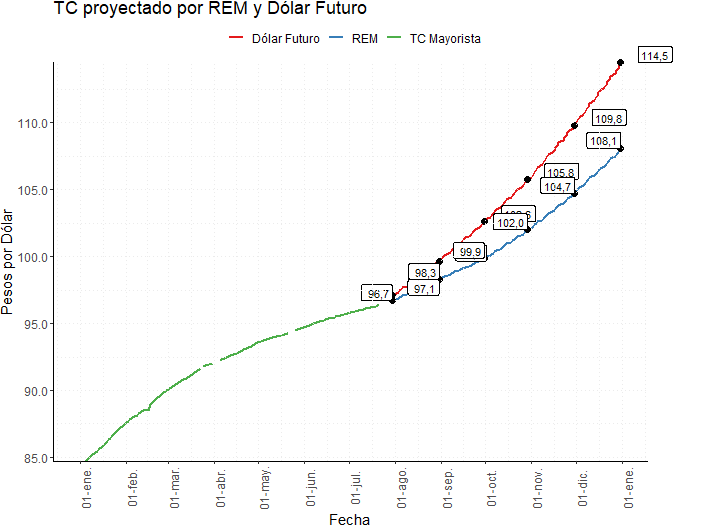 TC proyectado por REM y Dólar Futuro
Dólar Futuro REM TC Mayorista
114,5
110.0
109,8
108,1
105.0
105,8
104,7
102,0
100.0
99,9
98,3
97,1
96,7
95.0
90.0
85.0
Pesos por Dólar
01-ene.
01-feb.
01-mar.
01-abr.
01-may.
01-jun.
01-jul.
01-ago.
01-sep.
01-oct.
01-nov.
01-dic.
01-ene.
Fecha